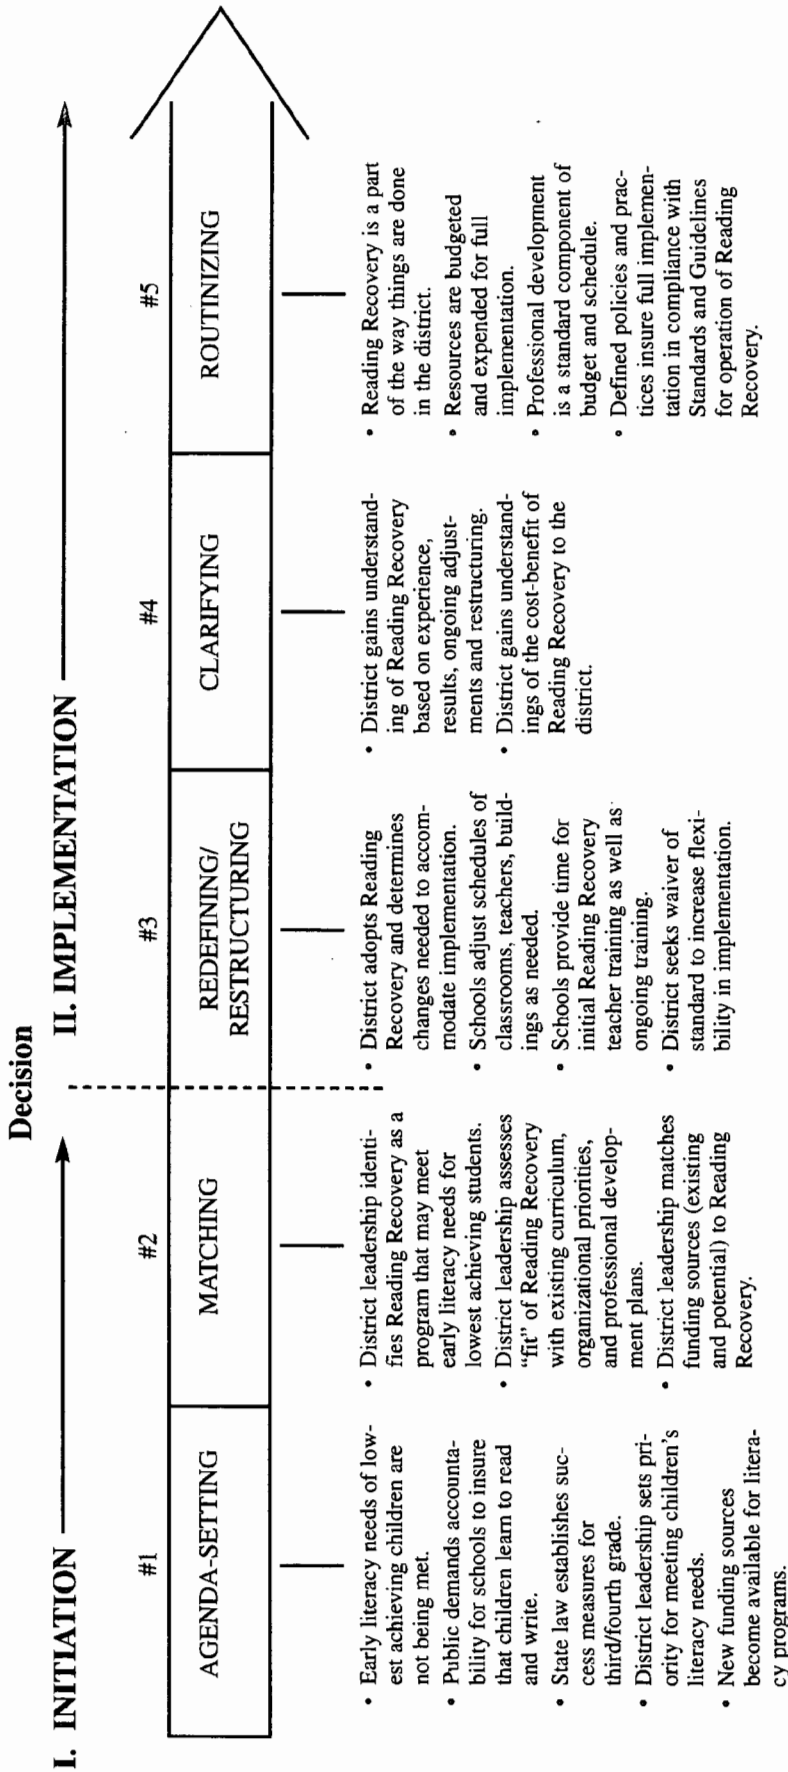 Decision
I. INITIATION
II. IMPLEMENTATION
#1
#2
#3
#4
#5
AGENDA-SETTING
MATCHING
REDEFINING/
RESTRUCTURING
CLARIFYING
ROUTINIZING
• Early literacy needs of low-
est achieving children are
not being met.
• Public demands accounta-
bility for schools to insure
that children learn to read
and write.
• State law establishes suc-
cess measures for
third/fourth grade.
• District leadership sets pri-
ority for meeting children's
literacy needs.
• New funding sources
become available for litera-
cy programs.
• District leadership identi-
fies Reading Recovery as a
program that may meet
early literacy needs for
lowest achieving students.
• District leadership assesses
“fit” of Reading Recovery
with existing curriculum,
organizational priorities,
and professional develop-
ment plans.
• District leadership matches
funding sources (existing
and potential) to Reading
Recovery.
• District adopts Reading
Recovery and determines
changes needed to accom-
modate implementation.
• Schools adjust schedules of
classrooms, teachers, build-
ings as needed.
• Schools provide time for
initial Reading Recovery
teacher training as well as
ongoing training.
• District seeks waiver of
standard to increase flexi-
bility in implementation.
• District gains understand-
ing of Reading Recovery
based on experience,
results, ongoing adjust-
ments and restructuring.
• District gains understand-
ings of the cost-benefit of
Reading Recovery to the
district.
• Reading Recovery is a part
of the way things are done
in the district.
• Resources are budgeted
and expended for full
implementation.
• Professional development
is a standard component of
budget and schedule.
• Defined policies and prac-
tices insure full implemen-
tation in compliance with
Standards and Guidelines
for operation of Reading
Recovery.